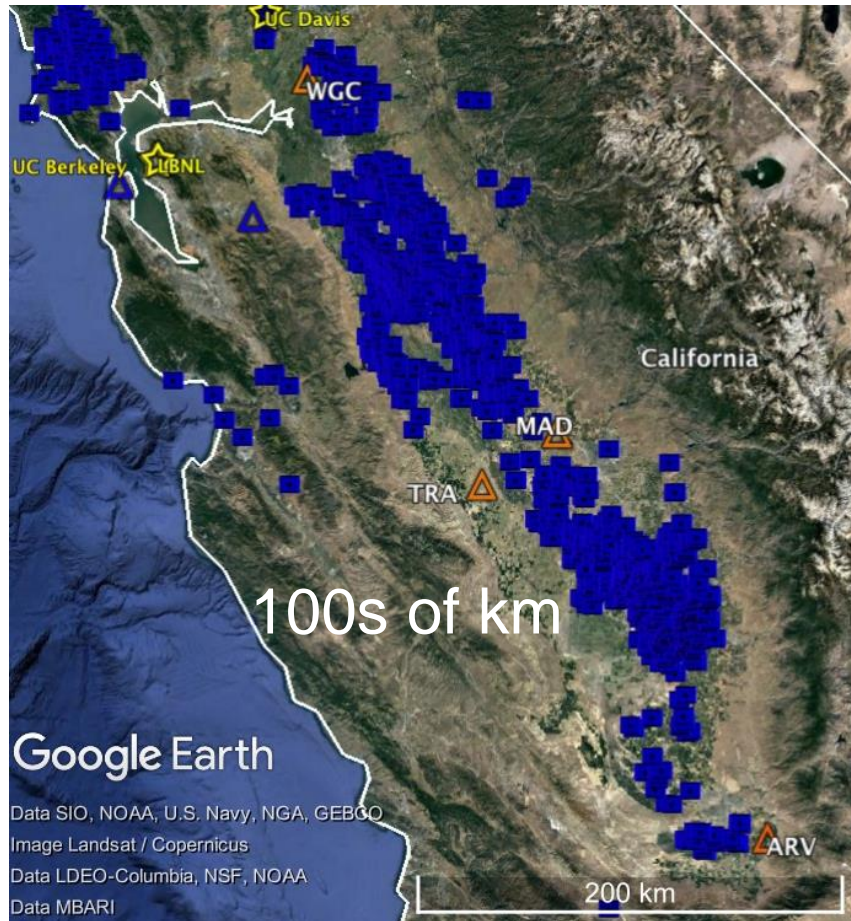 UC Davis
WGC
UC Berkeley
LBNL
California
MAD
TRA
100s of km
Google Earth
Data SIO, NOAA, U.S. Navy, NGA, GEBCO
Image Landsat / Copernicus
Data LDEO-Columbia, NSF, NOAA
Data MBARI
ARV
200 km